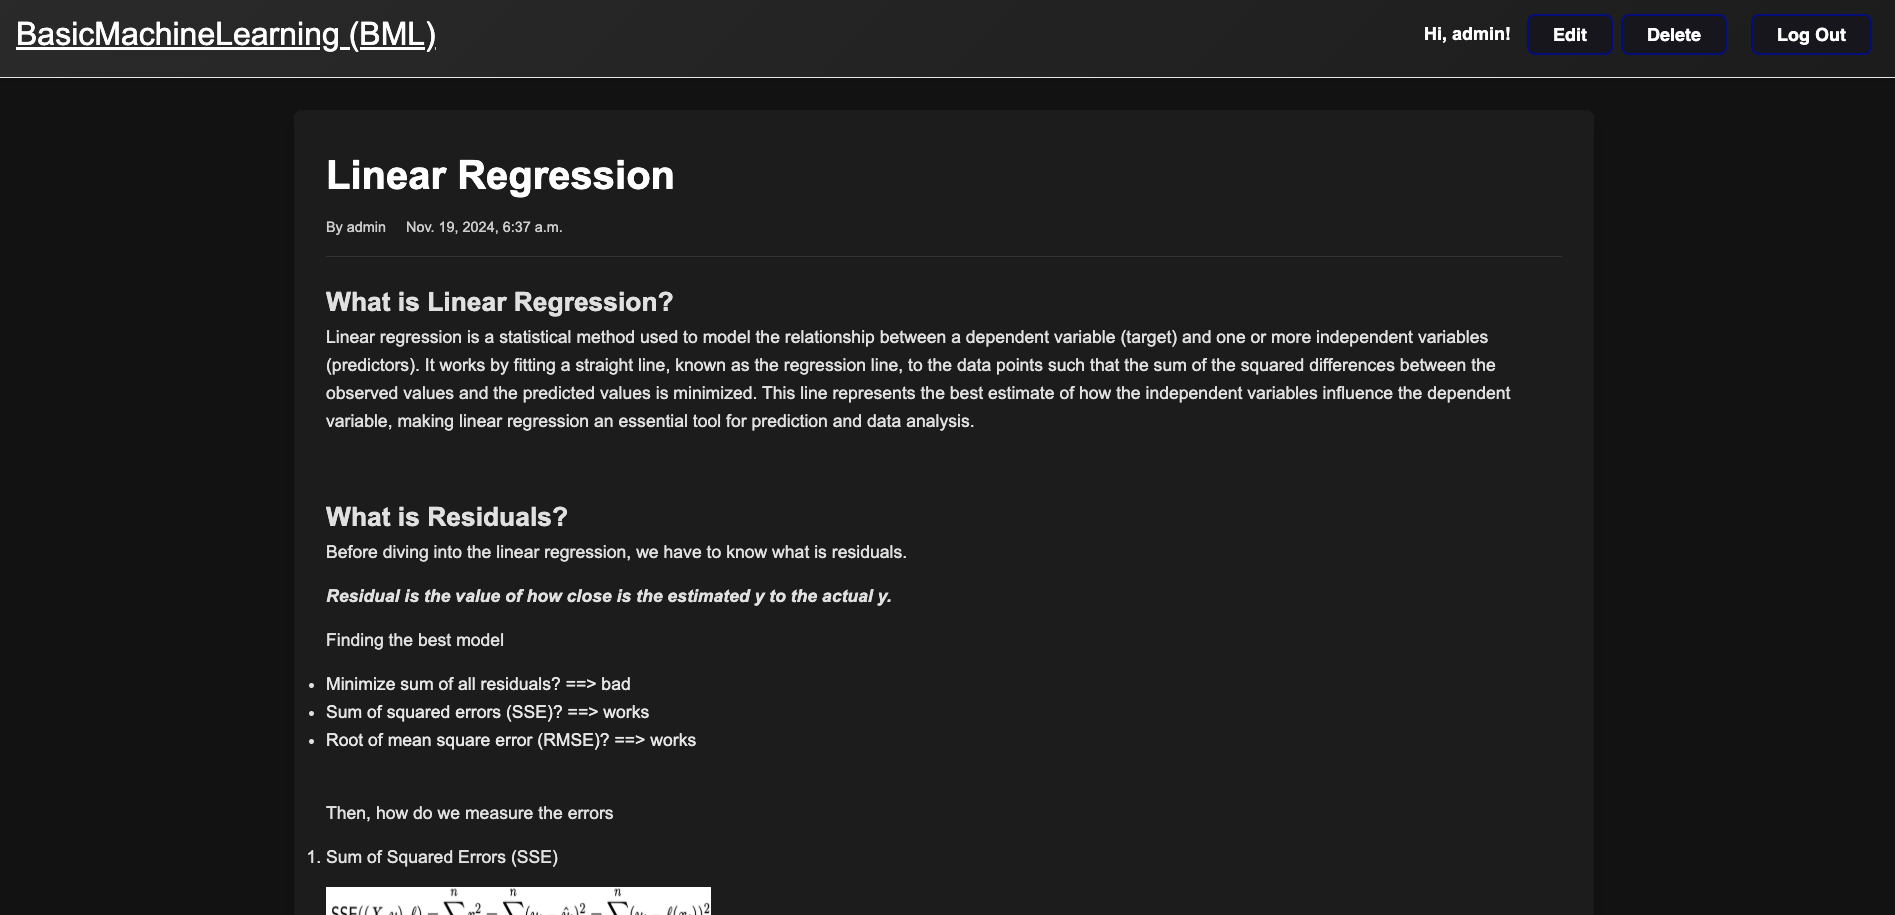 BasicMachineLearning (BML)
Hi, admin!
Edit
Delete
Log Out
Linear Regression
By admin Nov. 19, 2024, 6:37 a.m.
What is Linear Regression?
Linear regression is a statistical method used to model the relationship between a dependent variable (target) and one or more independent variables
(predictors). It works by fitting a straight line, known as the regression line, to the data points such that the sum of the squared differences between the
observed values and the predicted values is minimized. This line represents the best estimate of how the independent variables influence the dependent
variable, making linear regression an essential tool for prediction and data analysis.
What is Residuals?
Before diving into the linear regression, we have to know what is residuals.
Residual is the value of how close is the estimated y to the actual y.
Finding the best model
• Minimize sum of all residuals? ==> bad
• Sum of squared errors (SSE)? ==> works
• Root of mean square error (RMSE)? ==> works
Then, how do we measure the errors
1. Sum of Squared Errors (SSE)